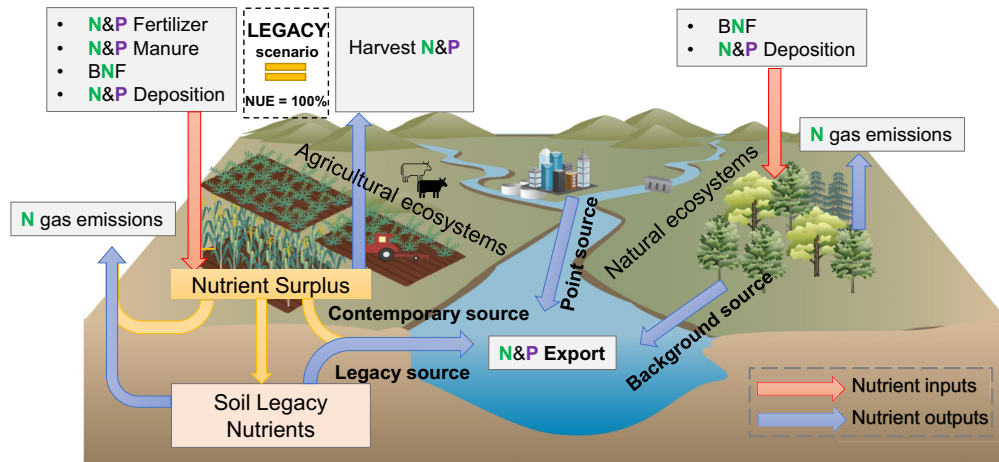 • N&P Fertilizer
• N&P Manure
• BNF
• N&P Deposition
LEGACY
scenario
NUE = 100%
Harvest N&P
• BNF
• N&P Deposition
N gas emissions
N gas emissions
Agricultural ecosystems
Natural ecosystems
Point source
Nutrient Surplus
Contemporary source
Background source
N&P Export
Legacy source
Soil Legacy
Nutrients
Nutrient inputs
Nutrient outputs